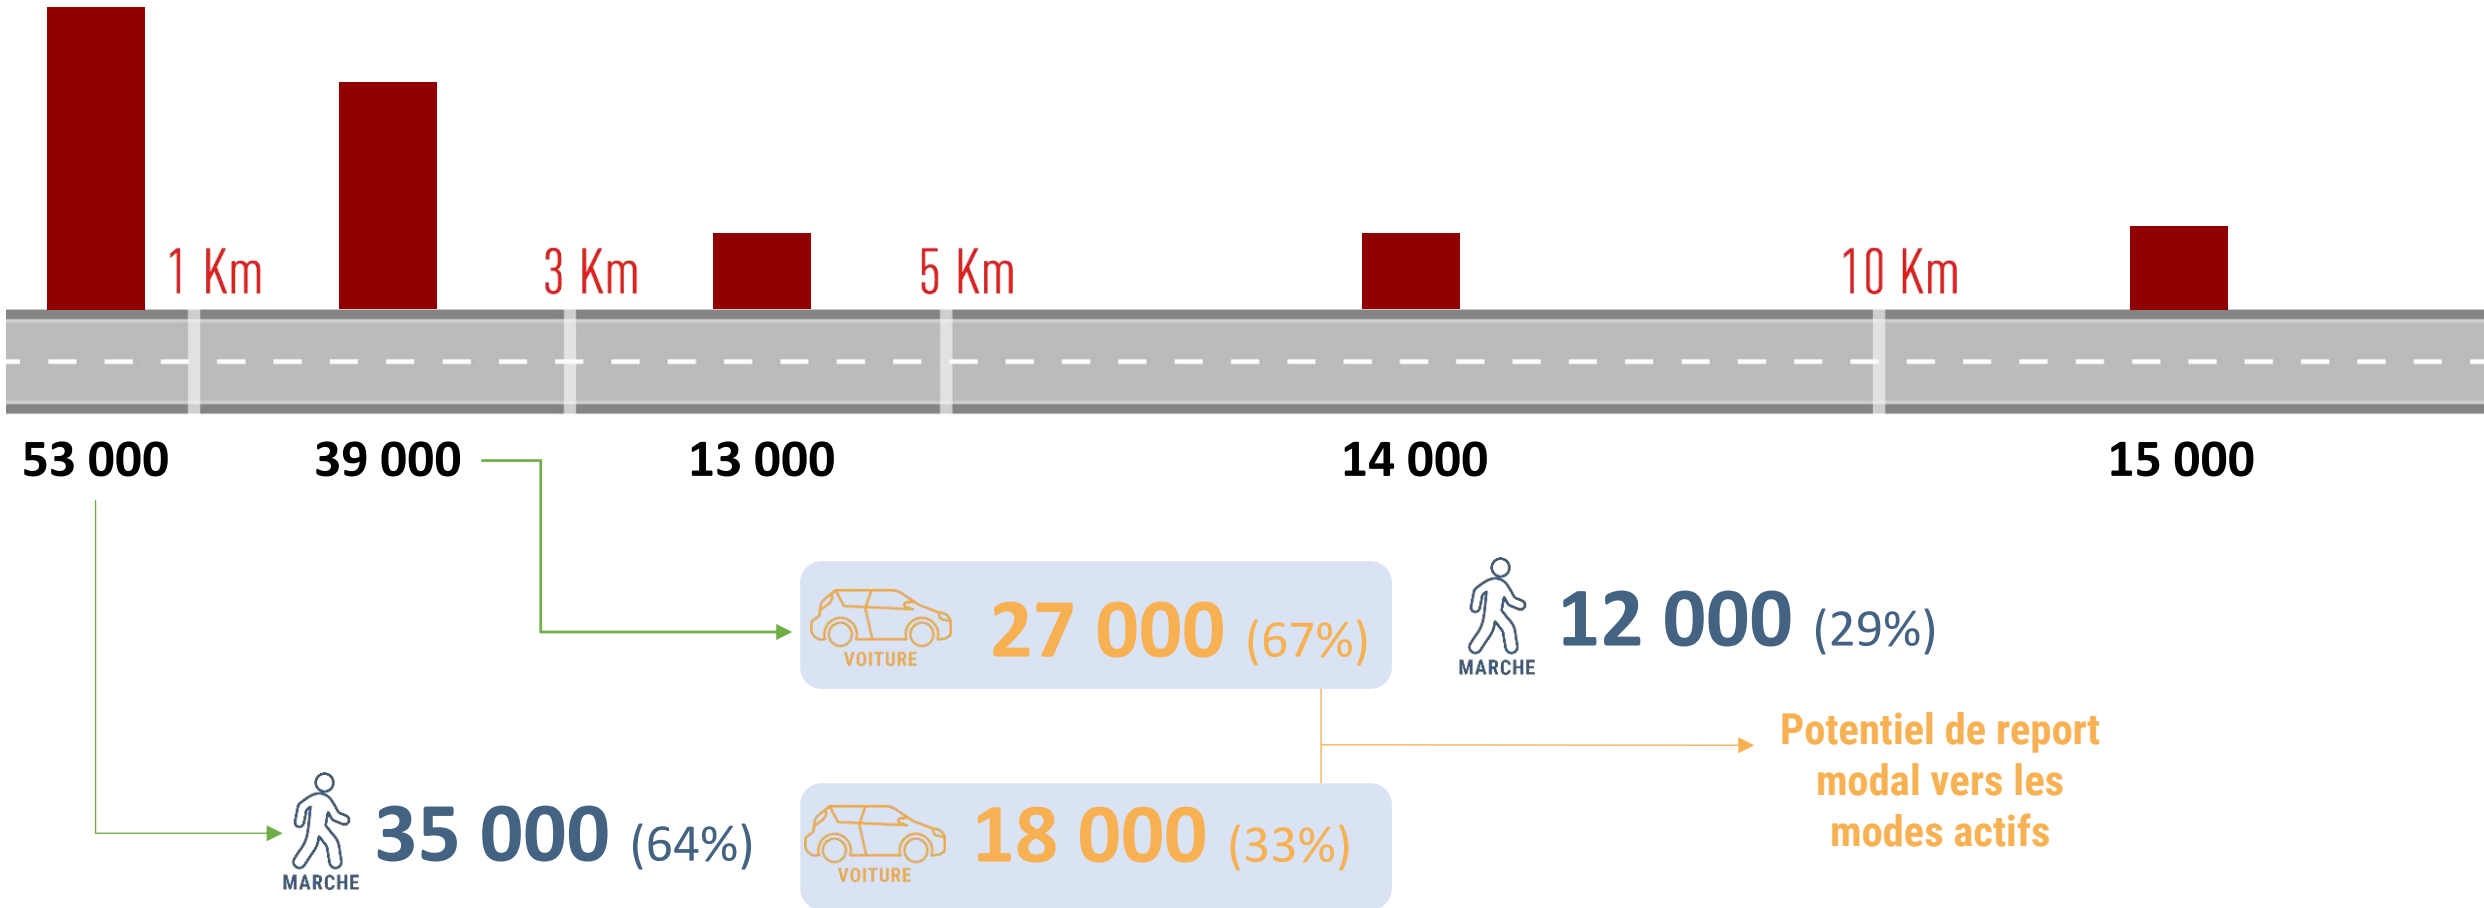 1 Km
3 Km
5 Km
10 Km
53 000
39 000
13 000
14 000
15 000
VOITURE
27 000 (67%)
MARCHE
12 000 (29%)
Potentiel de report
modal vers les
modes actifs
MARCHE
35 000 (64%)
VOITURE
18 000 (33%)